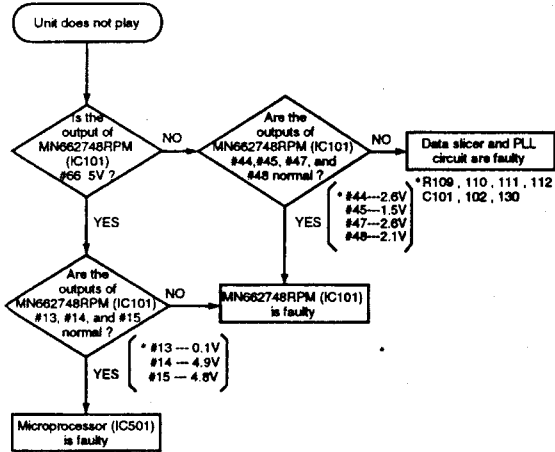 Unit does not play
Is the
output of
MN662748RPM
(IC101)
#66 5V ?
NO
YES
Are the
outputs of
MN662748RPM (IC101)
#44,#45, #47, and
#48 normal ?
NO
YES
* #44---2.6V
#45---1.5V
#47---2.6V
#48---2.1V
Data slicer and PLL
circuit are faulty
*R109 , 110 , 111 , 112
C101 , 102 , 130
Are the
outputs of
MN662748RPM (IC101)
#13, #14, and #15
normal ?
NO
YES
* #13 --- 0.1V
#14 --- 4.9V
#15 --- 4.8V
MN662748RPM (IC101)
is faulty
Microprocessor (IC501)
is faulty